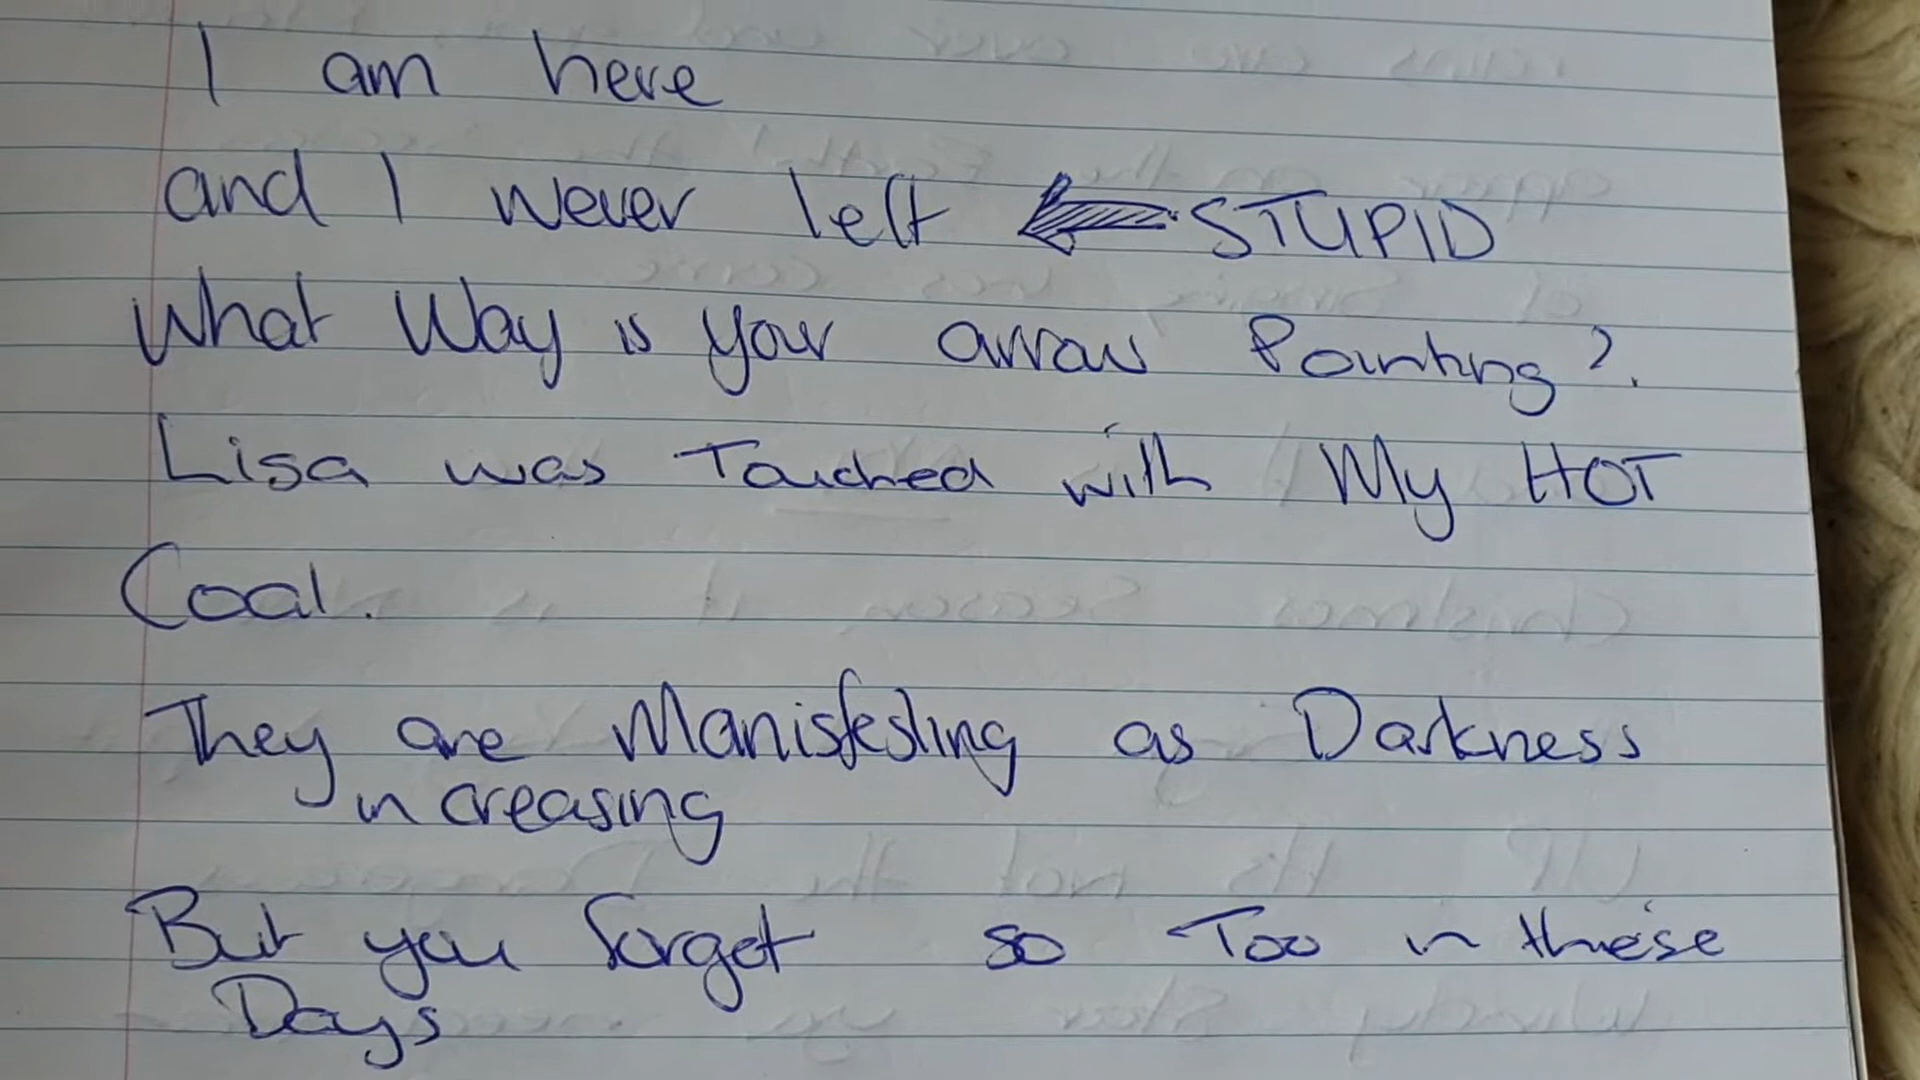 I am here
and I never left ← STUPID
What Way is your arrow Pointing?.
Lisa was Touched with My HOT
Coal.
They are Manisfesting as Darkness
increasing
But you forget so Too in these
Days